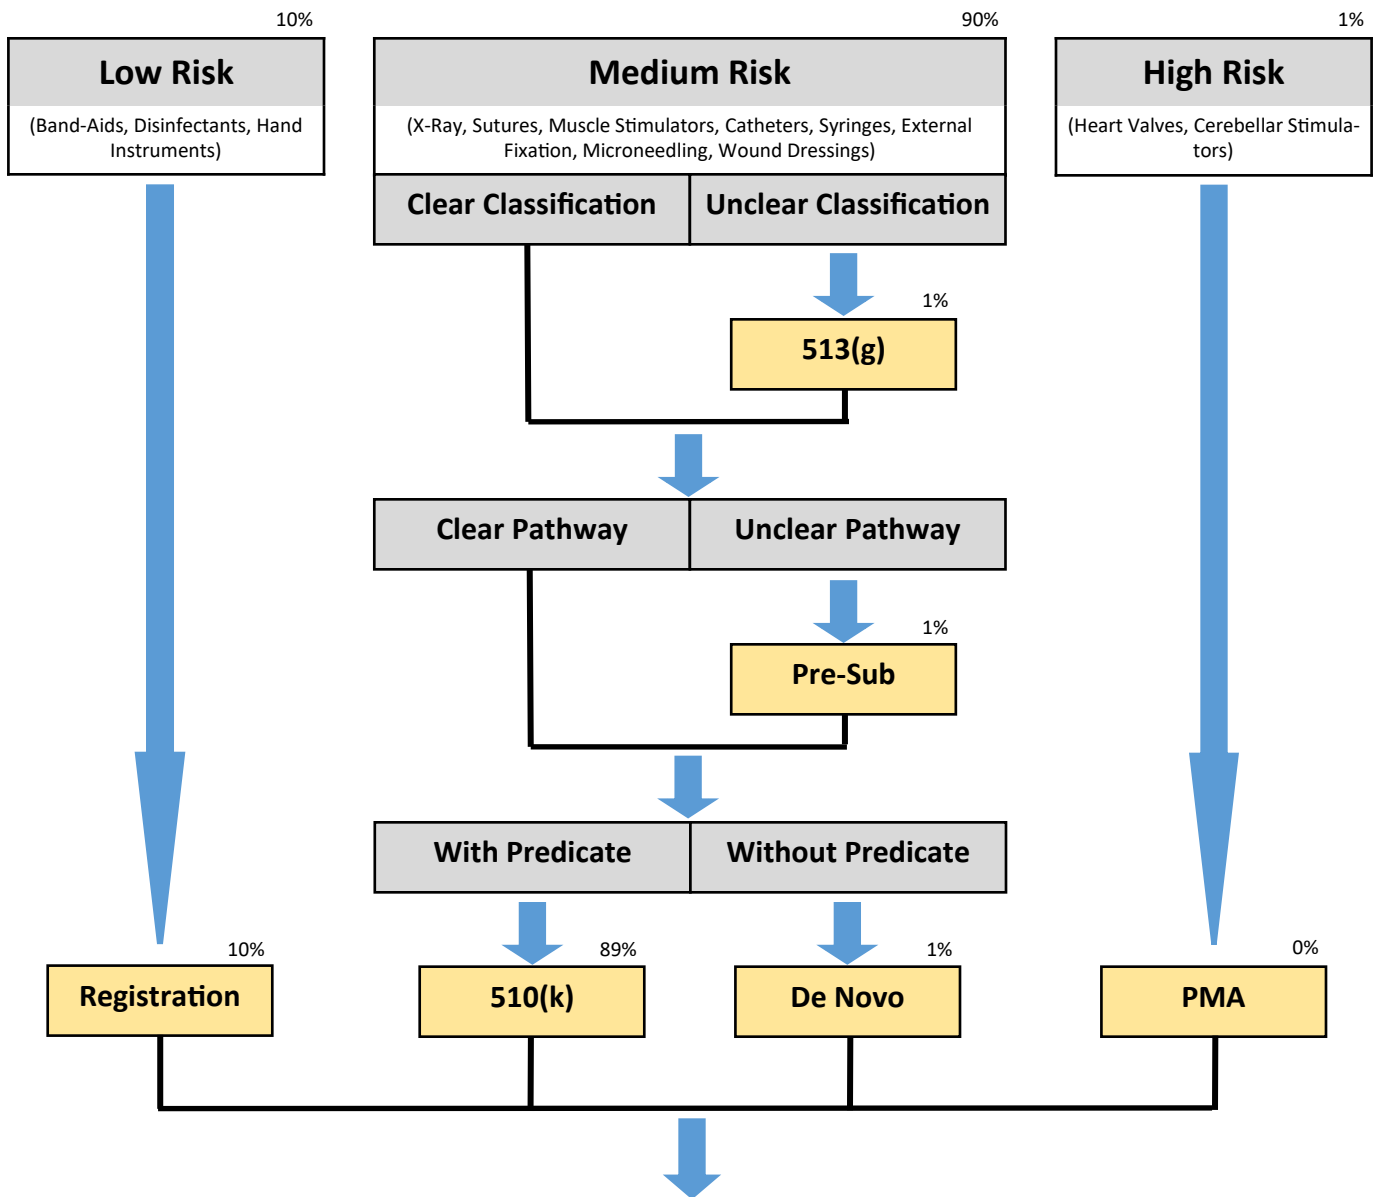 10%
90%
1%
Low Risk
(Band-Aids, Disinfectants, Hand
Instruments)
Medium Risk
(X-Ray, Sutures, Muscle Stimulators, Catheters, Syringes, External
Fixation, Microneedling, Wound Dressings)
High Risk
(Heart Valves, Cerebellar Stimula-
tors)
Clear Classification
Unclear Classification
1%
513(g)
Clear Pathway
Unclear Pathway
1%
Pre-Sub
With Predicate
Without Predicate
10%
Registration
89%
510(k)
1%
De Novo
0%
PMA